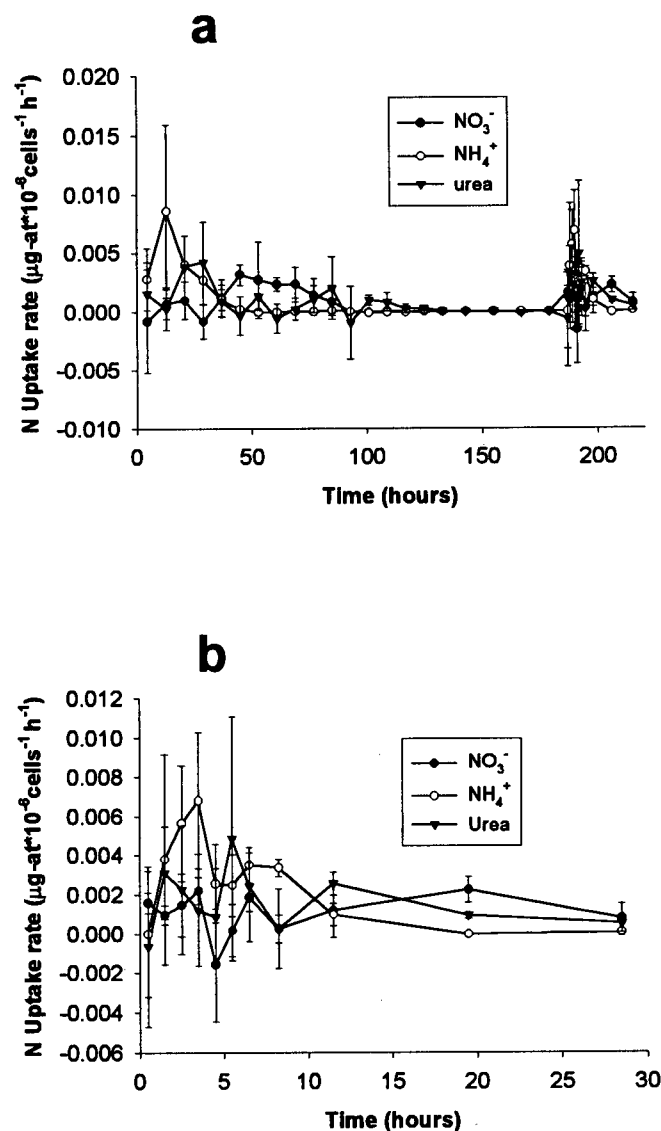 a
N Uptake rate (µg-at*10⁻⁶cells⁻¹ h⁻¹)
0.020
0.015
0.010
0.005
0.000
-0.005
-0.010
NO₃⁻
NH₄⁺
urea
0 50 100 150 200
Time (hours)
b
N Uptake rate (µg-at*10⁻⁶cells⁻¹ h⁻¹)
0.012
0.010
0.008
0.006
0.004
0.002
0.000
-0.002
-0.004
-0.006
NO₃⁻
NH₄⁺
Urea
0 5 10 15 20 25 30
Time (hours)